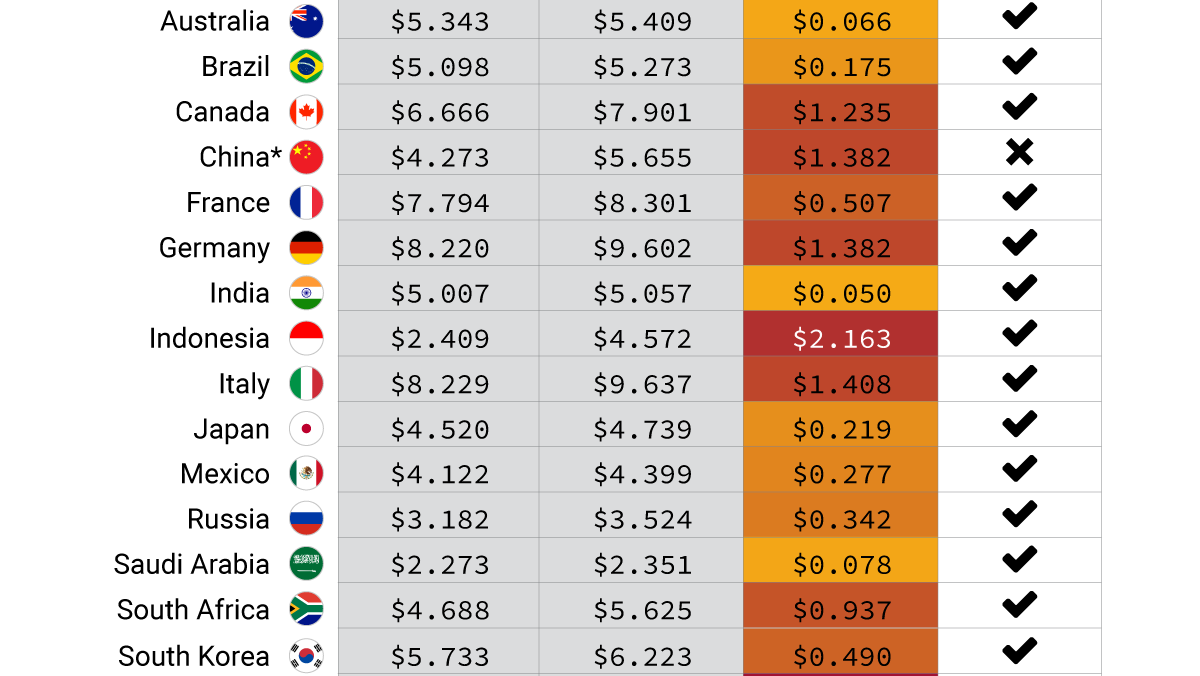 Australia $5.343 $5.409 $0.066 ✔
Brazil $5.098 $5.273 $0.175 ✔
Canada $6.666 $7.901 $1.235 ✔
China* $4.273 $5.655 $1.382 ✖
France $7.794 $8.301 $0.507 ✔
Germany $8.220 $9.602 $1.382 ✔
India $5.007 $5.057 $0.050 ✔
Indonesia $2.409 $4.572 $2.163 ✔
Italy $8.229 $9.637 $1.408 ✔
Japan $4.520 $4.739 $0.219 ✔
Mexico $4.122 $4.399 $0.277 ✔
Russia $3.182 $3.524 $0.342 ✔
Saudi Arabia $2.273 $2.351 $0.078 ✔
South Africa $4.688 $5.625 $0.937 ✔
South Korea $5.733 $6.223 $0.490 ✔